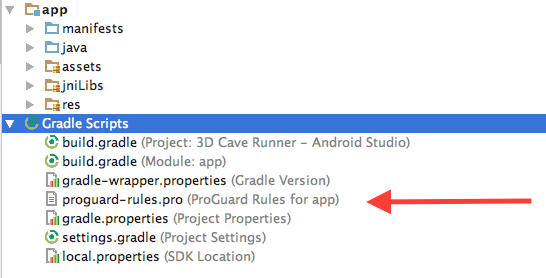 app
manifests
java
assets
jniLibs
res
Gradle Scripts
build.gradle (Project: 3D Cave Runner – Android Studio)
build.gradle (Module: app)
gradle-wrapper.properties (Gradle Version)
proguard-rules.pro (ProGuard Rules for app)
gradle.properties (Project Properties)
settings.gradle (Project Settings)
local.properties (SDK Location)